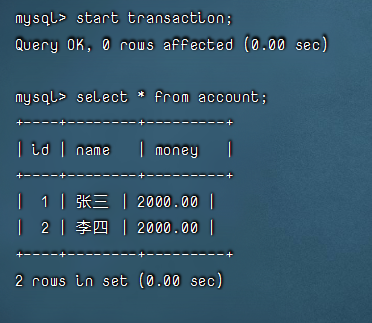 mysql> start transaction;
Query OK, 0 rows affected (0.00 sec)
mysql> select * from account;
+----+--------+---------+
| id | name   | money   |
+----+--------+---------+
|  1 | 张三 | 2000.00 |
|  2 | 李四 | 2000.00 |
+----+--------+---------+
2 rows in set (0.00 sec)